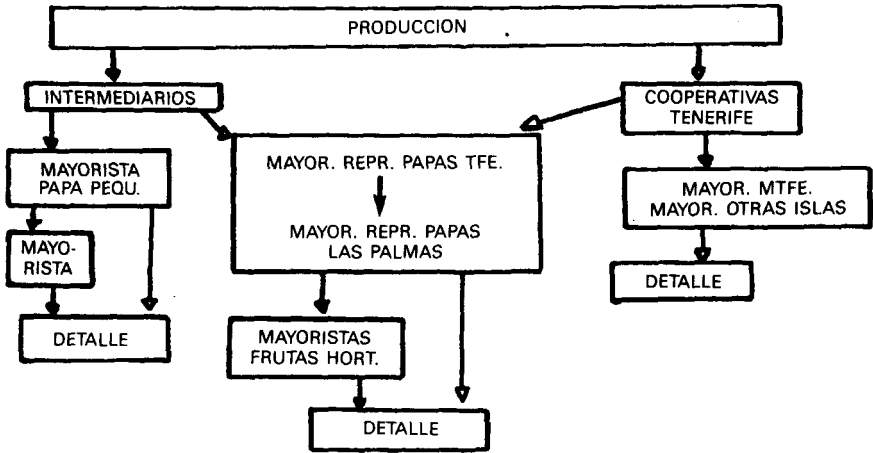 PRODUCCION
INTERMEDIARIOS
COOPERATIVAS
TENERIFE
MAYORISTA
PAPA PEQU.
MAYOR. REPR. PAPAS TFE.
MAYOR. REPR. PAPAS
LAS PALMAS
MAYOR. MTFE.
MAYOR. OTRAS ISLAS
MAYO-
RISTA
DETALLE
DETALLE
MAYORISTAS
FRUTAS HORT.
DETALLE